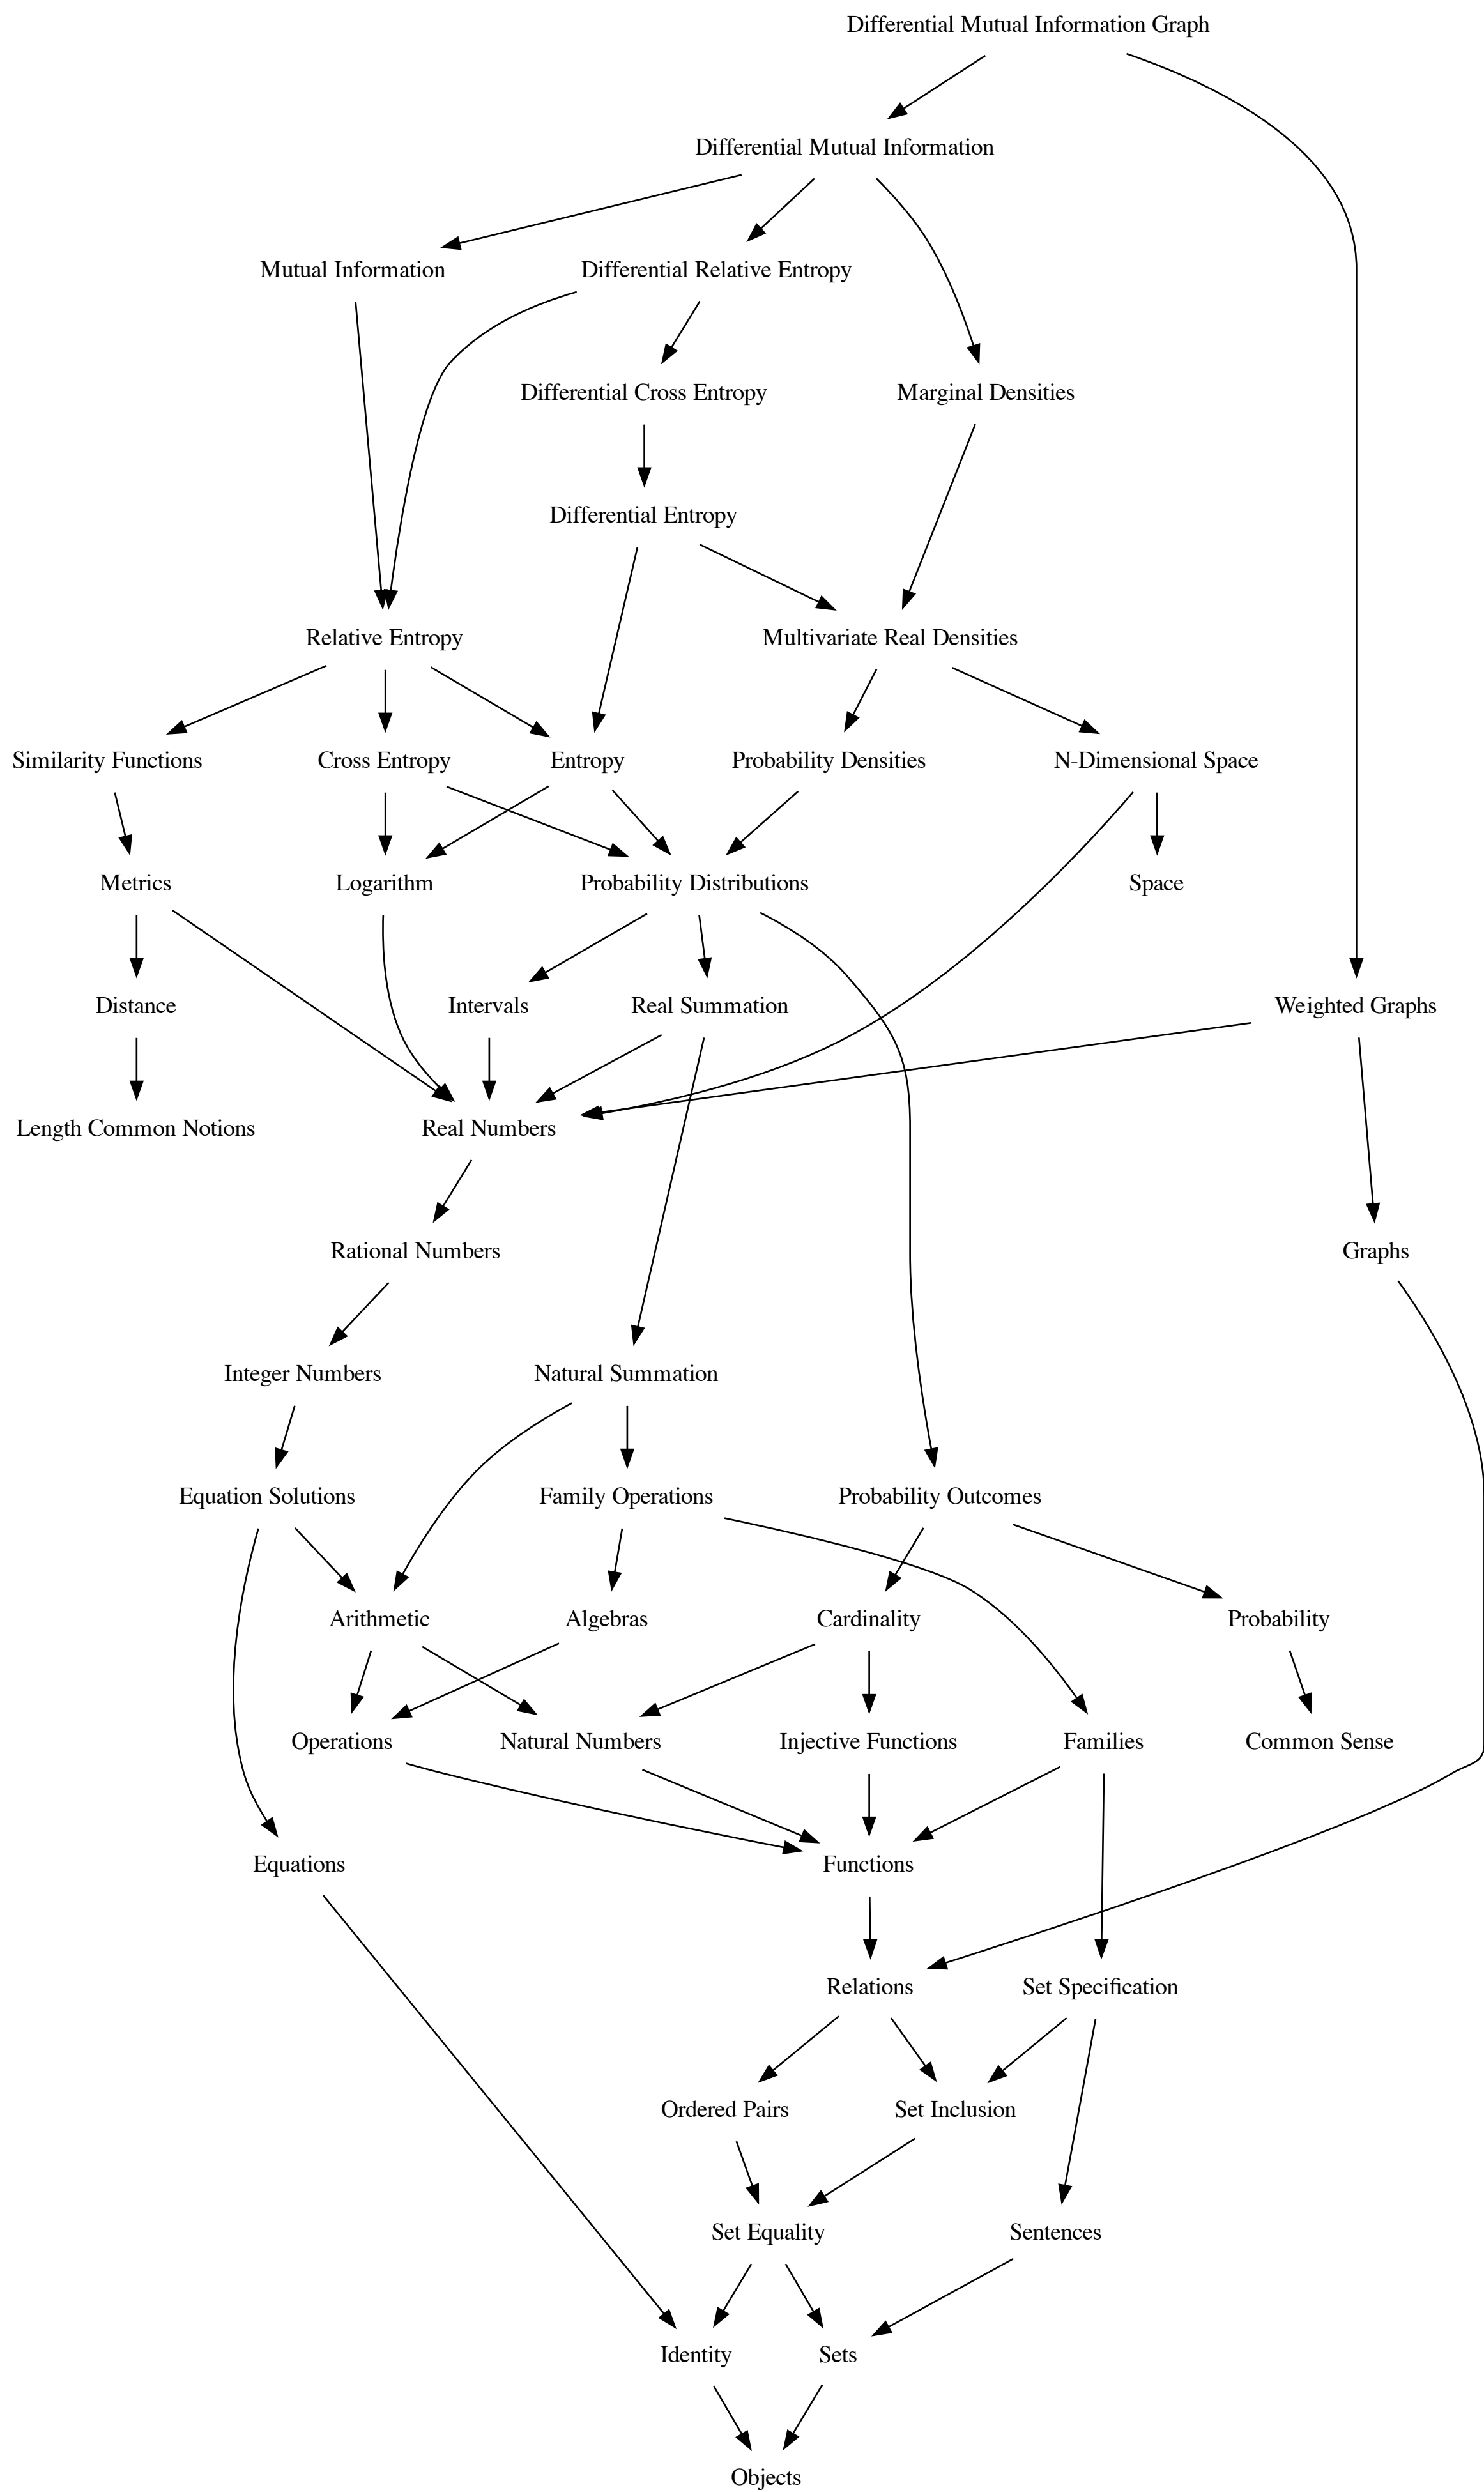 Differential Mutual Information Graph
Differential Mutual Information
Mutual Information
Differential Relative Entropy
Differential Cross Entropy
Marginal Densities
Differential Entropy
Relative Entropy
Multivariate Real Densities
Similarity Functions
Cross Entropy
Entropy
Probability Densities
N-Dimensional Space
Metrics
Logarithm
Probability Distributions
Space
Distance
Intervals
Real Summation
Weighted Graphs
Length Common Notions
Real Numbers
Rational Numbers
Graphs
Integer Numbers
Natural Summation
Equation Solutions
Family Operations
Probability Outcomes
Arithmetic
Algebras
Cardinality
Probability
Operations
Natural Numbers
Injective Functions
Families
Common Sense
Equations
Functions
Relations
Set Specification
Ordered Pairs
Set Inclusion
Set Equality
Sentences
Identity
Sets
Objects